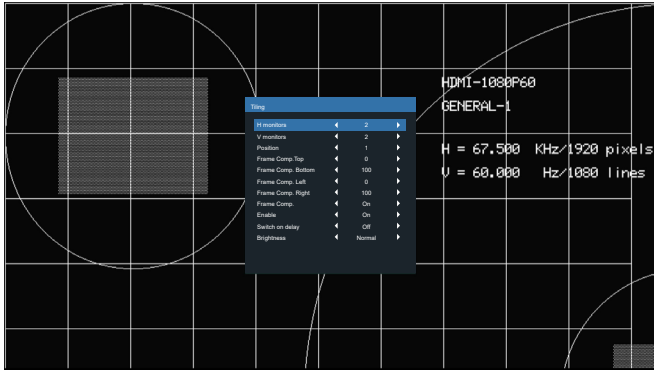 HDMI-1080P60
GENERAL-1
H = 67.500 KHz/1920 pixels
V = 60.000 Hz/1080 lines
Tiling
H monitors 2
V monitors 2
Position 1
Frame Comp.Top 0
Frame Comp. Bottom 100
Frame Comp. Left 0
Frame Comp. Right 100
Frame Comp. On
Enable On
Switch on delay Off
Brightness Normal